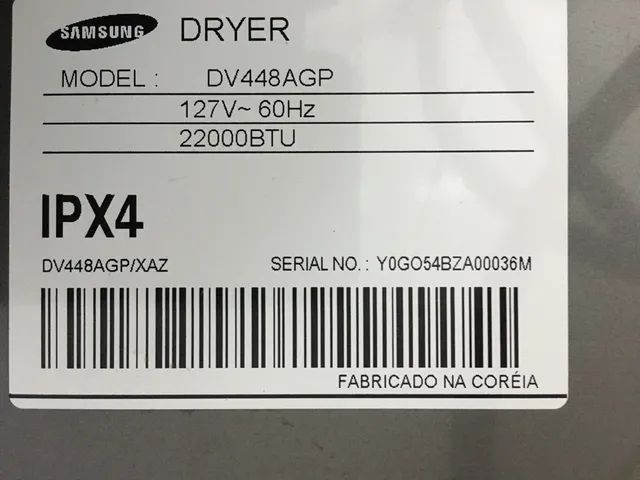 SAMSUNG DRYER
MODEL : DV448AGP
127V~ 60Hz
22000BTU
IPX4
DV448AGP/XAZ SERIAL NO.: Y0GO54BZA00036M
FABRICADO NA CORÉIA